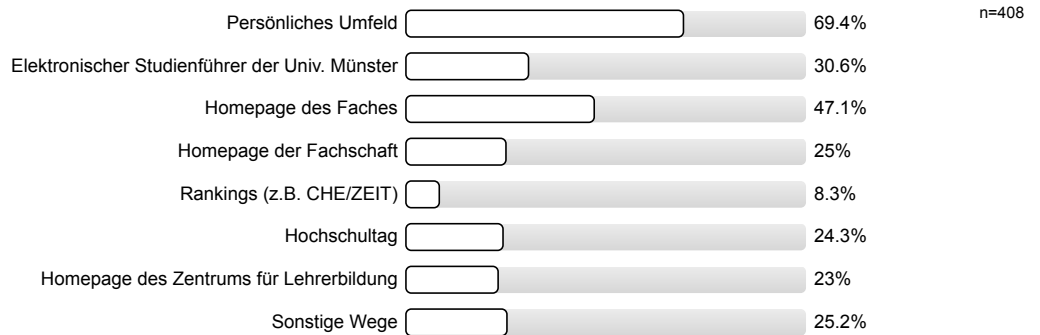 Persönliches Umfeld 69.4% n=408
Elektronischer Studienführer der Univ. Münster 30.6%
Homepage des Faches 47.1%
Homepage der Fachschaft 25%
Rankings (z.B. CHE/ZEIT) 8.3%
Hochschultag 24.3%
Homepage des Zentrums für Lehrerbildung 23%
Sonstige Wege 25.2%